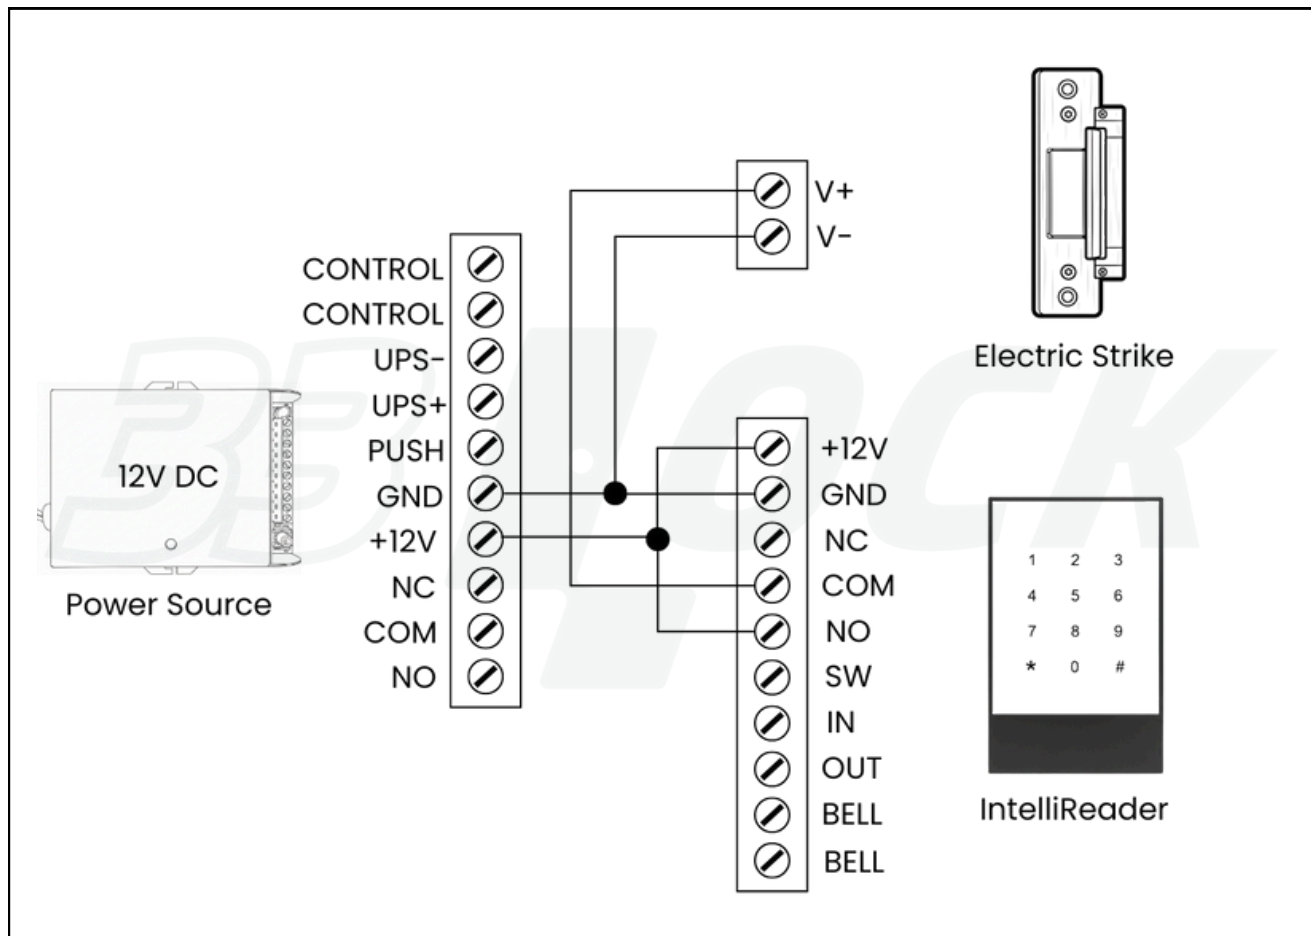 V+
V-
Electric Strike
CONTROL
CONTROL
UPS-
UPS+
PUSH
GND
+12V
NC
COM
NO
12V DC
Power Source
+12V
GND
NC
COM
NO
SW
IN
OUT
BELL
BELL
1 2 3
4 5 6
7 8 9
* 0 #
IntelliReader